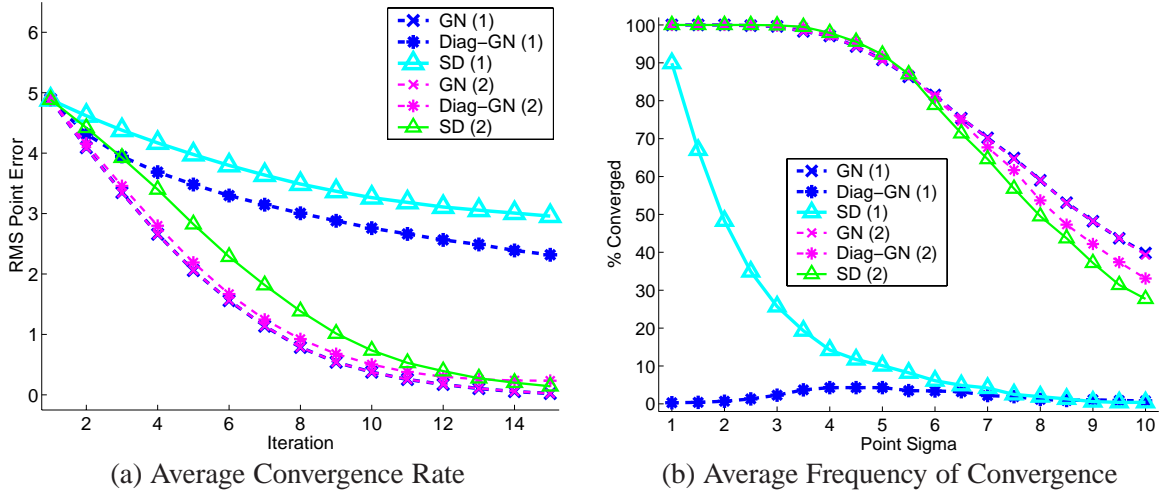 6
5
4
3
2
1
0
RMS Point Error
GN (1)
Diag−GN (1)
SD (1)
GN (2)
Diag−GN (2)
SD (2)
2 4 6 8 10 12 14
Iteration
(a) Average Convergence Rate
100
90
80
70
60
50
40
30
20
10
0
% Converged
GN (1)
Diag−GN (1)
SD (1)
GN (2)
Diag−GN (2)
SD (2)
1 2 3 4 5 6 7 8 9 10
Point Sigma
(b) Average Frequency of Convergence